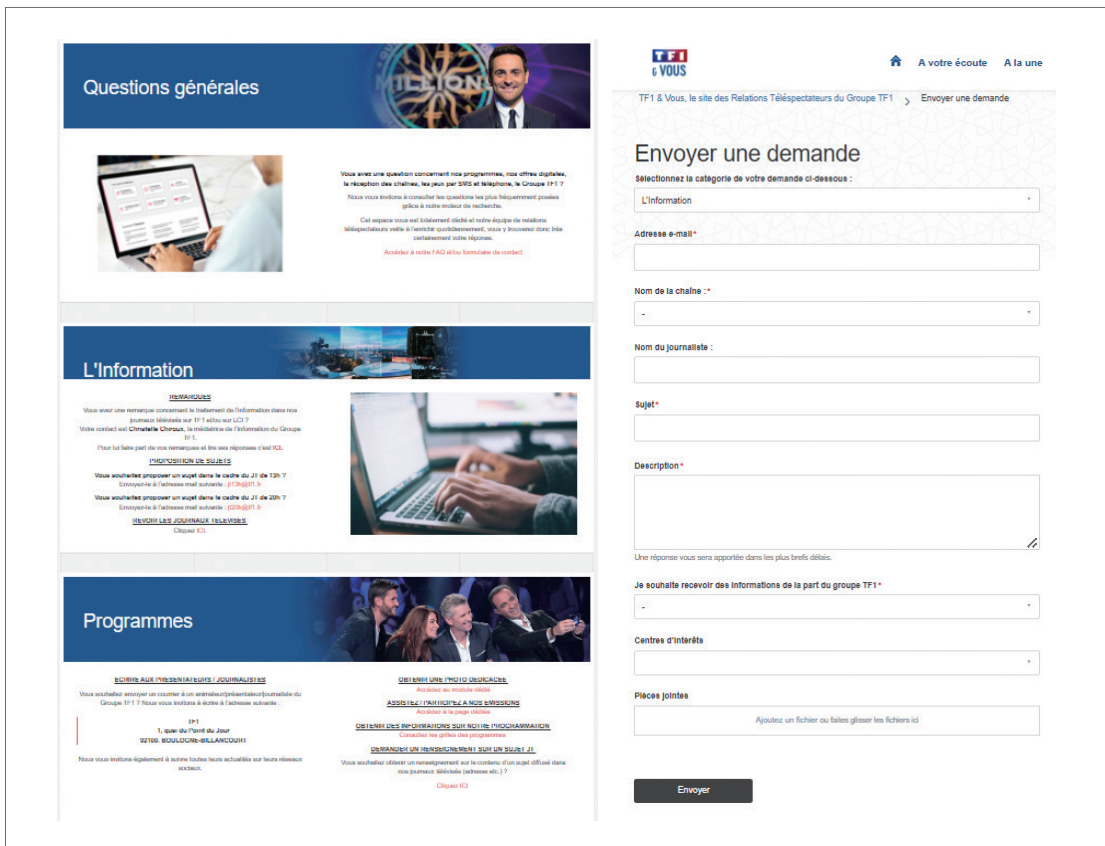 Questions générales
MILLION
Vous avez une question concernant nos programmes, nos offres digitales,
la réception des chaînes, les jeux par SMS et téléphone, le Groupe TF1 ?
Nous vous invitons à consulter les questions les plus fréquemment posées
grâce à notre moteur de recherche.
Cet espace vous est totalement dédié et notre équipe de relations
téléspectateurs veille à l'enrichir quotidiennement, vous y trouverez donc très
certainement votre réponse.
Accédez à notre FAQ et/ou formulaire de contact
L'Information
REMARQUES
Vous avez une remarque concernant le traitement de l'information dans nos
journaux télévisés sur TF1 et/ou sur LCI ?
Votre contact est Christelle Chiroux, la médiatrice de l'Information du Groupe
TF1.
Pour lui faire part de vos remarques et lire ses réponses c'est ICI.
PROPOSITION DE SUJETS
Vous souhaitez proposer un sujet dans le cadre du JT de 13h ?
Envoyez-le à l'adresse mail suivante : jt13h@tf1.fr
Vous souhaitez proposer un sujet dans le cadre du JT de 20h ?
Envoyez-le à l'adresse mail suivante : jt20h@tf1.fr
REVOIR LES JOURNAUX TELEVISES
Cliquez ICI.
Programmes
ECRIRE AUX PRESENTATEURS / JOURNALISTES
Vous souhaitez envoyer un courrier à un animateur/présentateur/journaliste du
Groupe TF1 ? Nous vous invitons à écrire à l'adresse suivante :
TF1
1, quai du Point du Jour
92100. BOULOGNE-BILLANCOURT
Nous vous invitons également à suivre toutes leurs actualités sur leurs réseaux
sociaux.
OBTENIR UNE PHOTO DEDICACEE
Accédez au module dédié
ASSISTEZ / PARTICIPEZ A NOS EMISSIONS
Accédez à la page dédiée
OBTENIR DES INFORMATIONS SUR NOTRE PROGRAMMATION
Consultez les grilles des programmes
DEMANDER UN RENSEIGNEMENT SUR UN SUJET JT
Vous souhaitez obtenir un renseignement sur le contenu d'un sujet diffusé dans
nos journaux télévisés (adresse etc.) ?
Cliquez ICI
TF1
& VOUS
A votre écoute
A la une
TF1 & Vous, le site des Relations Téléspectateurs du Groupe TF1 > Envoyer une demande
Envoyer une demande
Sélectionnez la catégorie de votre demande ci-dessous :
L'Information
Adresse e-mail*
Nom de la chaîne :*
-
Nom du journaliste :
Sujet*
Description*
Une réponse vous sera apportée dans les plus brefs délais.
Je souhaite recevoir des informations de la part du groupe TF1*
-
Centres d'intérêts
Pièces jointes
Ajoutez un fichier ou faites glisser les fichiers ici
Envoyer